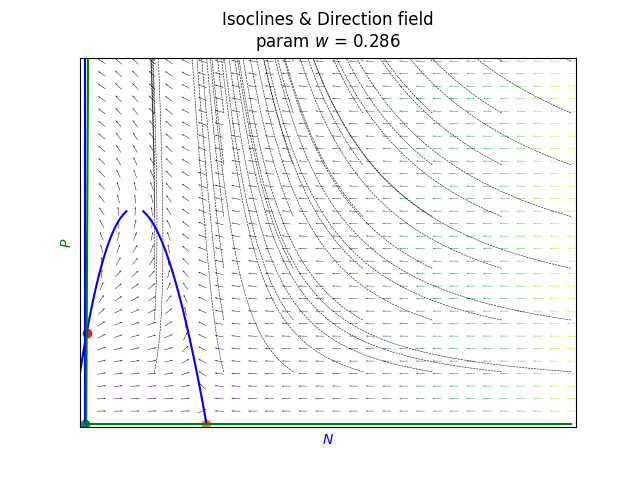 Isoclines & Direction field
param w = 0.286
P
N